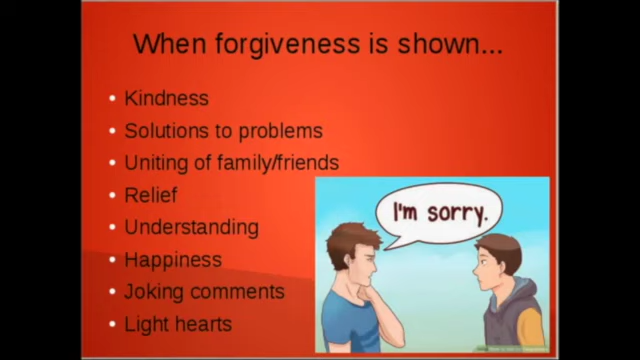 When forgiveness is shown...
• Kindness
• Solutions to problems
• Uniting of family/friends
• Relief
• Understanding
• Happiness
• Joking comments
• Light hearts
I'm sorry.